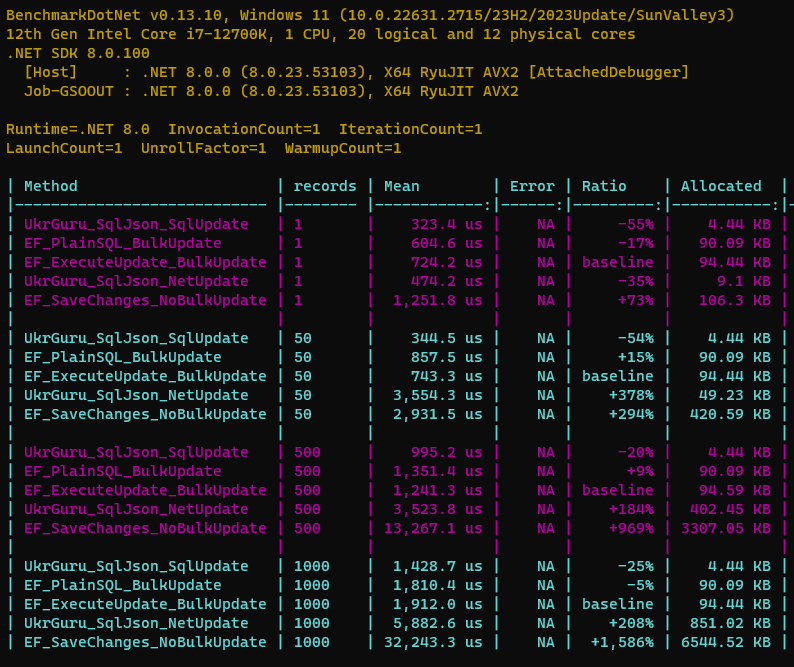 BenchmarkDotNet v0.13.10, Windows 11 (10.0.22631.2715/23H2/2023Update/SunValley3)
12th Gen Intel Core i7-12700K, 1 CPU, 20 logical and 12 physical cores
.NET SDK 8.0.100
  [Host]     : .NET 8.0.0 (8.0.23.53103), X64 RyuJIT AVX2 [AttachedDebugger]
  Job-GSOOUT : .NET 8.0.0 (8.0.23.53103), X64 RyuJIT AVX2

Runtime=.NET 8.0  InvocationCount=1  IterationCount=1
LaunchCount=1  UnrollFactor=1  WarmupCount=1

| Method                      | records | Mean        | Error | Ratio    | Allocated  |
|---------------------------- |-------- |------------:|------:|---------:|-----------:|
| UkrGuru_SqlJson_SqlUpdate   | 1       |    323.4 us |    NA |     -55% |    4.44 KB |
| EF_PlainSQL_BulkUpdate      | 1       |    604.6 us |    NA |     -17% |   90.09 KB |
| EF_ExecuteUpdate_BulkUpdate | 1       |    724.2 us |    NA | baseline |   94.44 KB |
| UkrGuru_SqlJson_NetUpdate   | 1       |    474.2 us |    NA |     -35% |     9.1 KB |
| EF_SaveChanges_NoBulkUpdate | 1       |  1,251.8 us |    NA |     +73% |   106.3 KB |
|                             |         |             |       |          |            |
| UkrGuru_SqlJson_SqlUpdate   | 50      |    344.5 us |    NA |     -54% |    4.44 KB |
| EF_PlainSQL_BulkUpdate      | 50      |    857.5 us |    NA |     +15% |   90.09 KB |
| EF_ExecuteUpdate_BulkUpdate | 50      |    743.3 us |    NA | baseline |   94.44 KB |
| UkrGuru_SqlJson_NetUpdate   | 50      |  3,554.3 us |    NA |    +378% |   49.23 KB |
| EF_SaveChanges_NoBulkUpdate | 50      |  2,931.5 us |    NA |    +294% |  420.59 KB |
|                             |         |             |       |          |            |
| UkrGuru_SqlJson_SqlUpdate   | 500     |    995.2 us |    NA |     -20% |    4.44 KB |
| EF_PlainSQL_BulkUpdate      | 500     |  1,351.4 us |    NA |      +9% |   90.09 KB |
| EF_ExecuteUpdate_BulkUpdate | 500     |  1,241.3 us |    NA | baseline |   94.59 KB |
| UkrGuru_SqlJson_NetUpdate   | 500     |  3,523.8 us |    NA |    +184% |  402.45 KB |
| EF_SaveChanges_NoBulkUpdate | 500     | 13,267.1 us |    NA |    +969% | 3307.05 KB |
|                             |         |             |       |          |            |
| UkrGuru_SqlJson_SqlUpdate   | 1000    |  1,428.7 us |    NA |     -25% |    4.44 KB |
| EF_PlainSQL_BulkUpdate      | 1000    |  1,810.4 us |    NA |      -5% |   90.09 KB |
| EF_ExecuteUpdate_BulkUpdate | 1000    |  1,912.0 us |    NA | baseline |   94.44 KB |
| UkrGuru_SqlJson_NetUpdate   | 1000    |  5,882.6 us |    NA |    +208% |  851.02 KB |
| EF_SaveChanges_NoBulkUpdate | 1000    | 32,243.3 us |    NA |  +1,586% | 6544.52 KB |